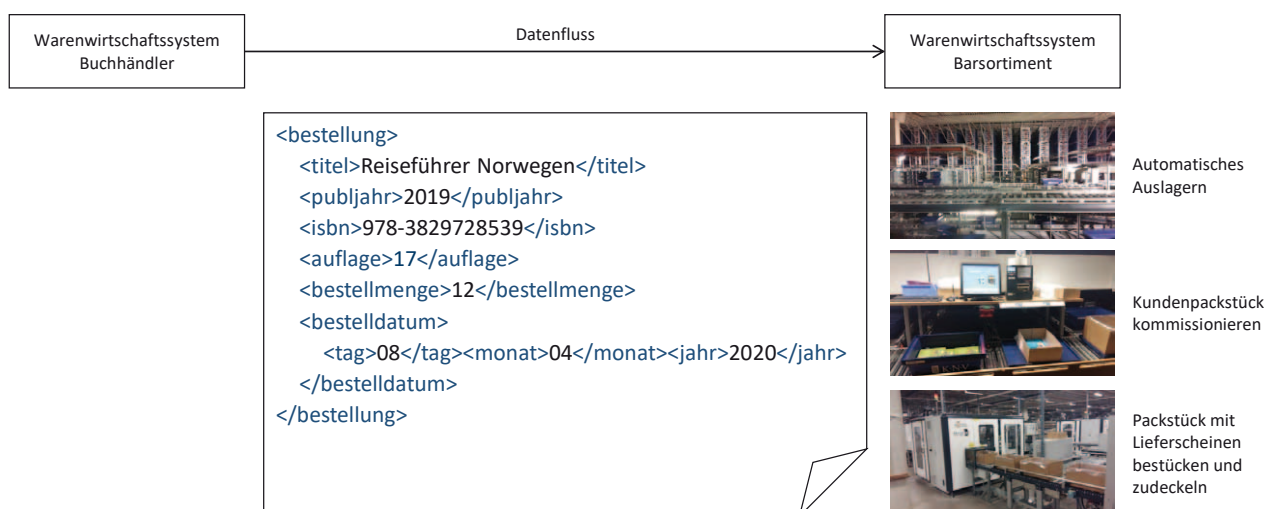 Warenwirtschaftssystem
Buchhändler
Datenfluss
Warenwirtschaftssystem
Barsortiment
<bestellung>
<titel>Reiseführer Norwegen</titel>
<publjahr>2019</publjahr>
<isbn>978-3829728539</isbn>
<auflage>17</auflage>
<bestellmenge>12</bestellmenge>
<bestelldatum>
<tag>08</tag><monat>04</monat><jahr>2020</jahr>
</bestelldatum>
</bestellung>
Automatisches
Auslagern
Kundenpackstück
kommissionieren
KNV
Packstück mit
Lieferscheinen
bestücken und
zudeckeln